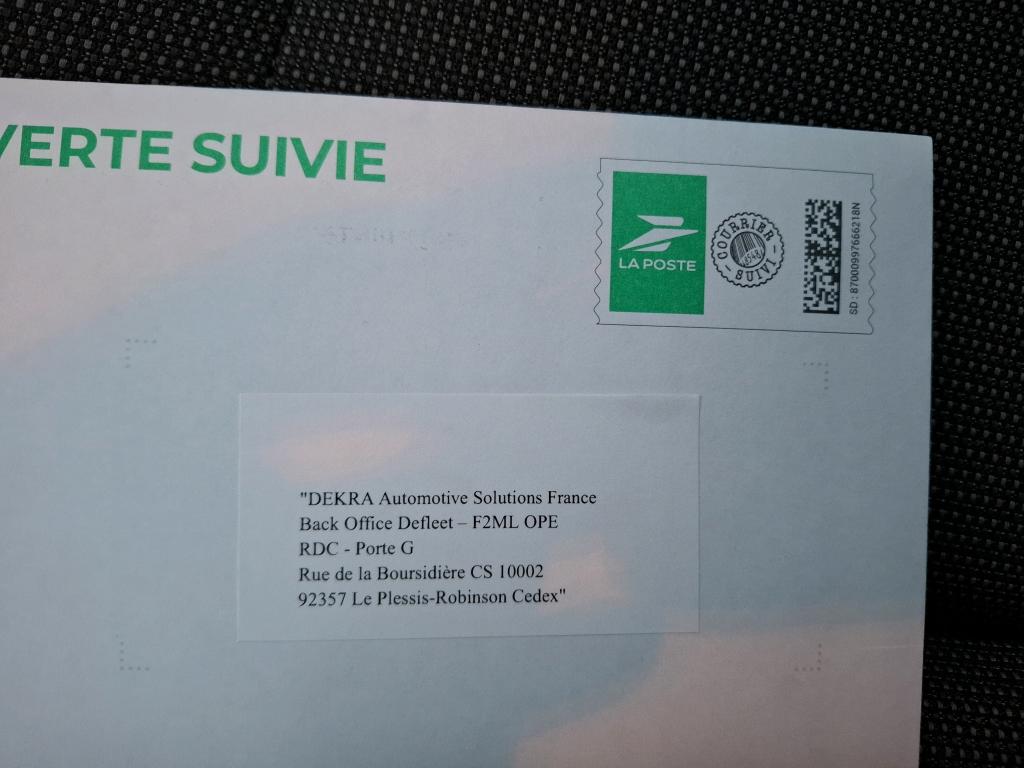 VERTE SUIVIE
LA POSTE
COURRIER
SUIVI
SD : 87000997666218N
"DEKRA Automotive Solutions France
Back Office Defleet – F2ML OPE
RDC - Porte G
Rue de la Boursidière CS 10002
92357 Le Plessis-Robinson Cedex"